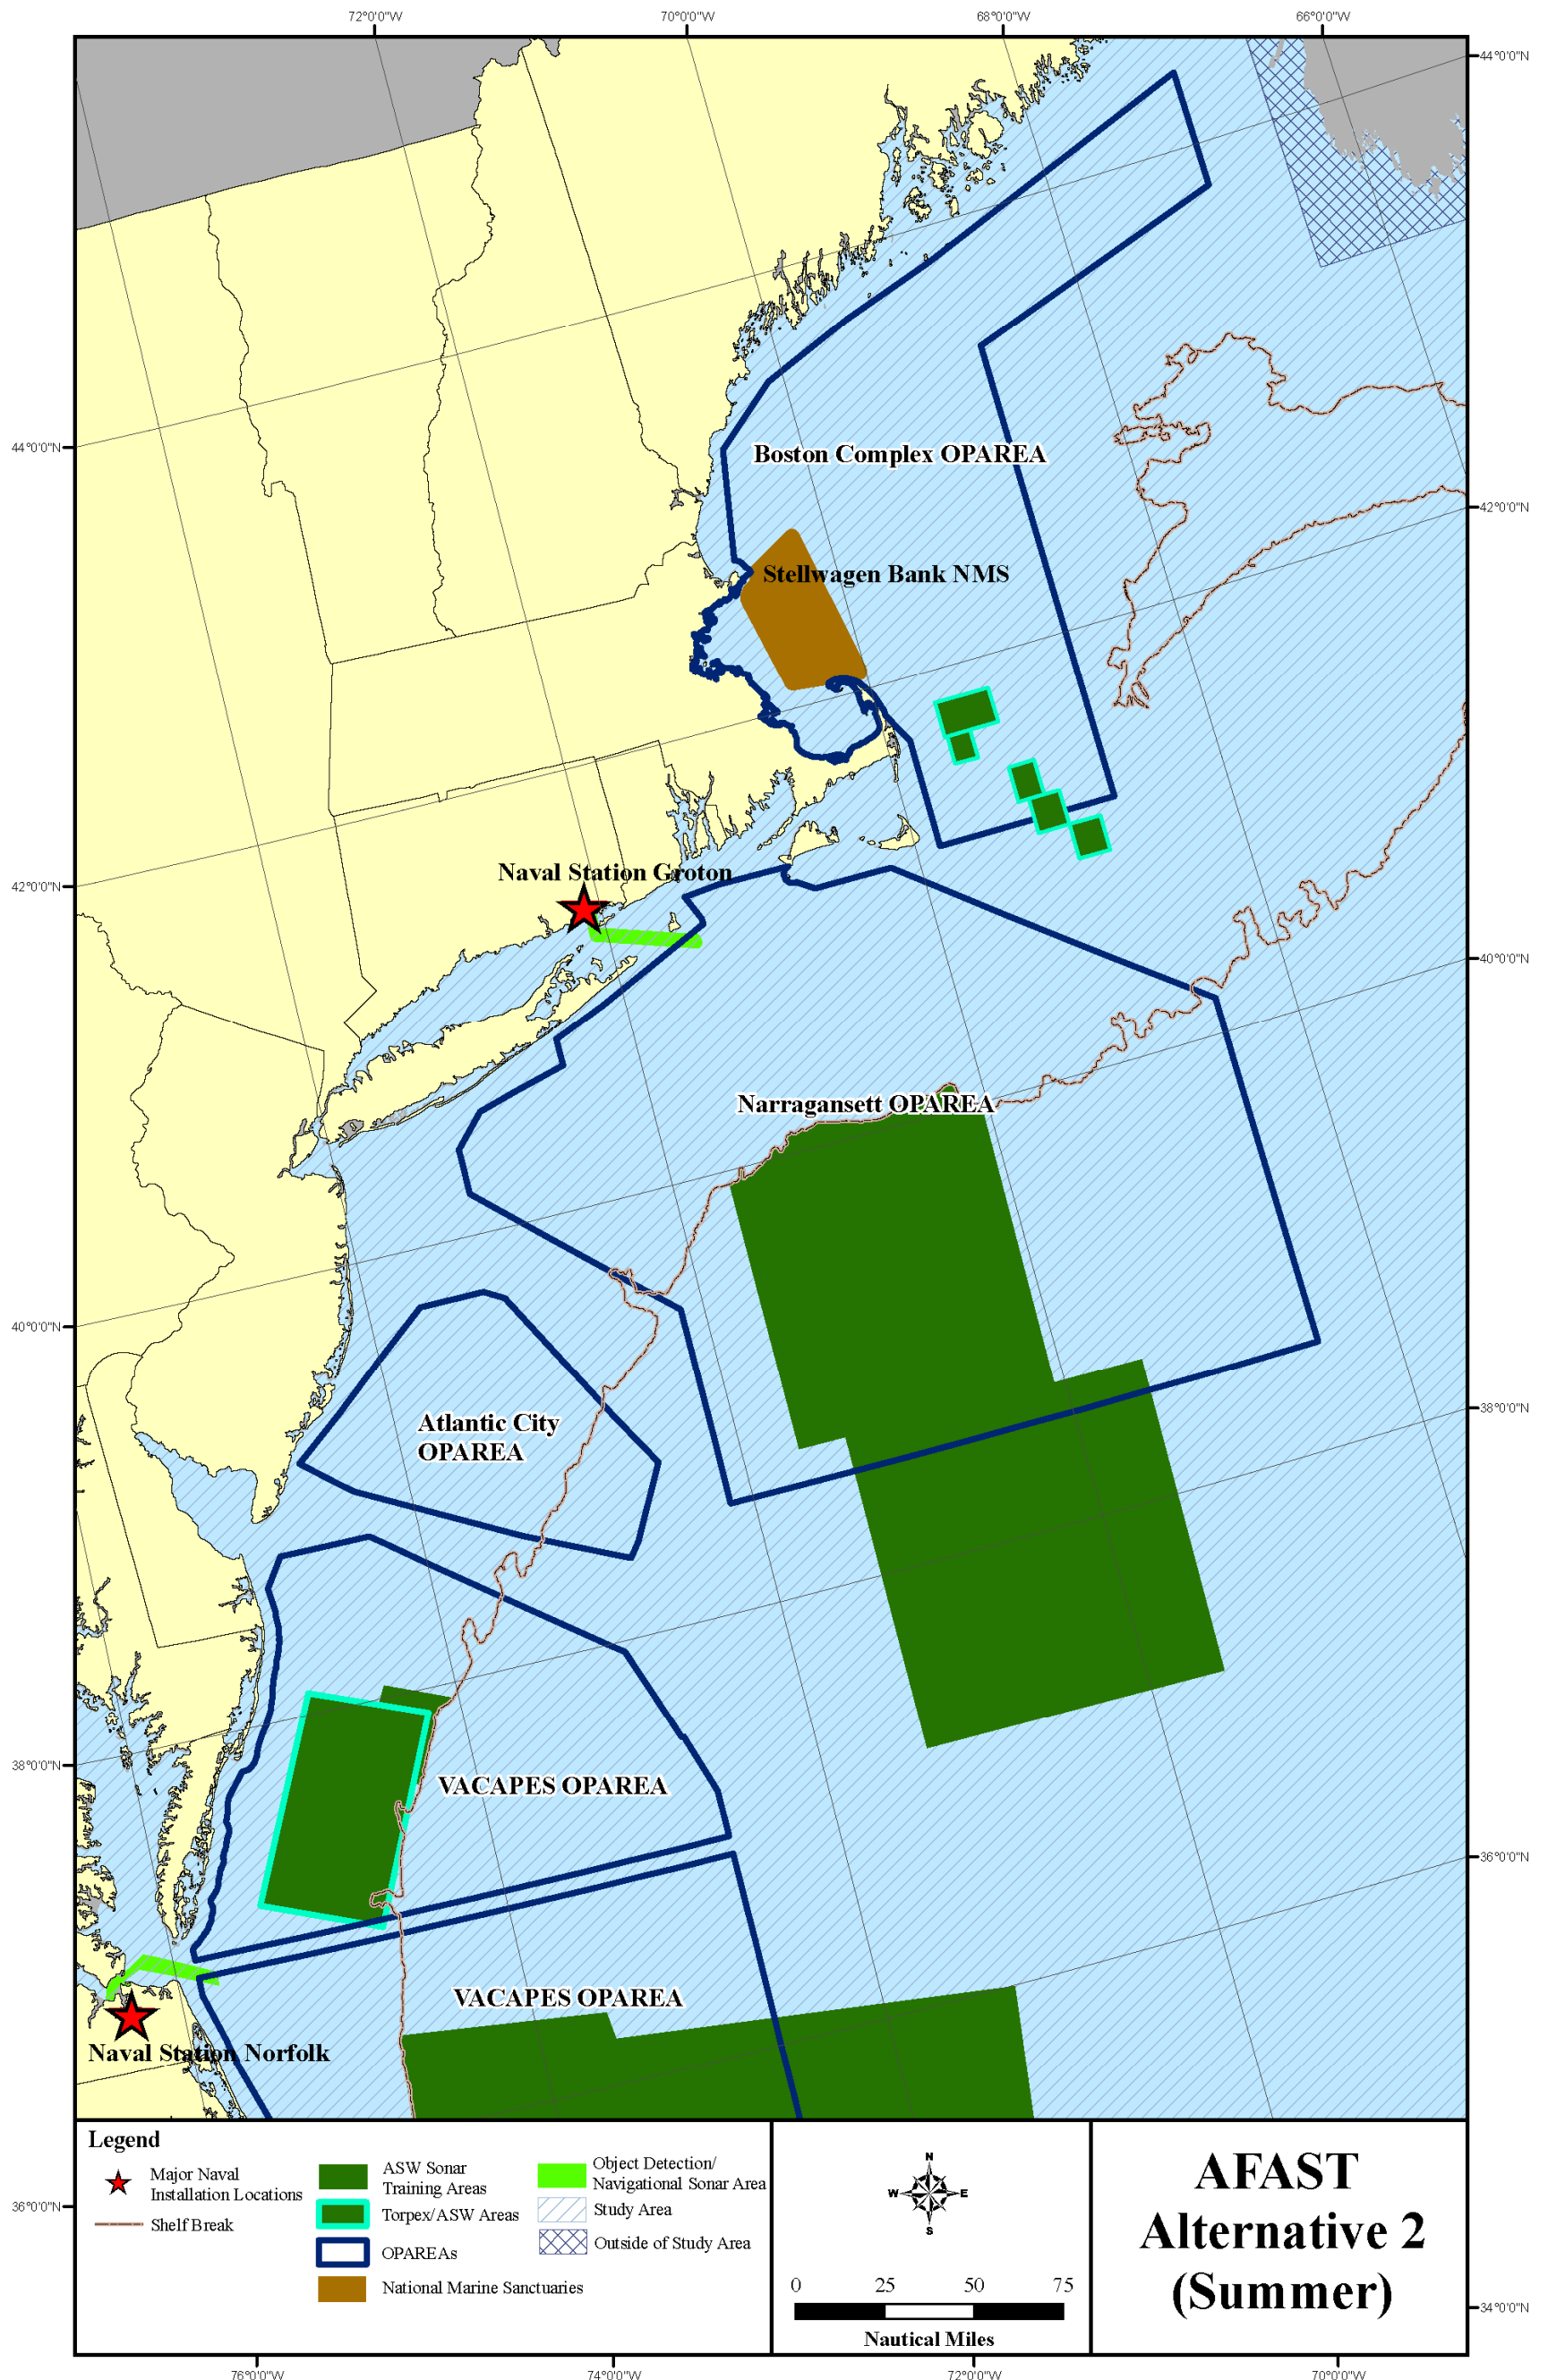 72°0'0"W
70°0'0"W
68°0'0"W
66°0'0"W
44°0'0"N
44°0'0"N
Boston Complex OPAREA
42°0'0"N
Stellwagen Bank NMS
Naval Station Groton
42°0'0"N
40°0'0"N
Narragansett OPAREA
40°0'0"N
38°0'0"N
Atlantic City
OPAREA
38°0'0"N
VACAPES OPAREA
36°0'0"N
VACAPES OPAREA
Naval Station Norfolk
Legend
Major Naval
Installation Locations
Shelf Break
ASW Sonar
Training Areas
Torpex/ASW Areas
OPAREAs
National Marine Sanctuaries
Object Detection/
Navigational Sonar Area
Study Area
Outside of Study Area
N
W
E
S
0
25
50
75
Nautical Miles
AFAST
Alternative 2
(Summer)
36°0'0"N
34°0'0"N
76°0'0"W
74°0'0"W
72°0'0"W
70°0'0"W